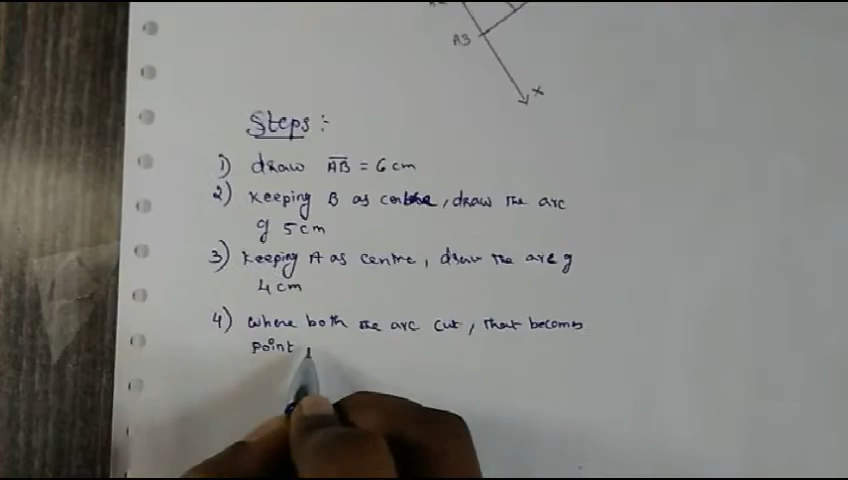 A3
X
Steps :-
1) draw AB = 6 cm
2) keeping B as centre, draw the arc
of 5 cm
3) keeping A as centre, draw the arc of
4 cm
4) where both the arc cut, that becomes
point